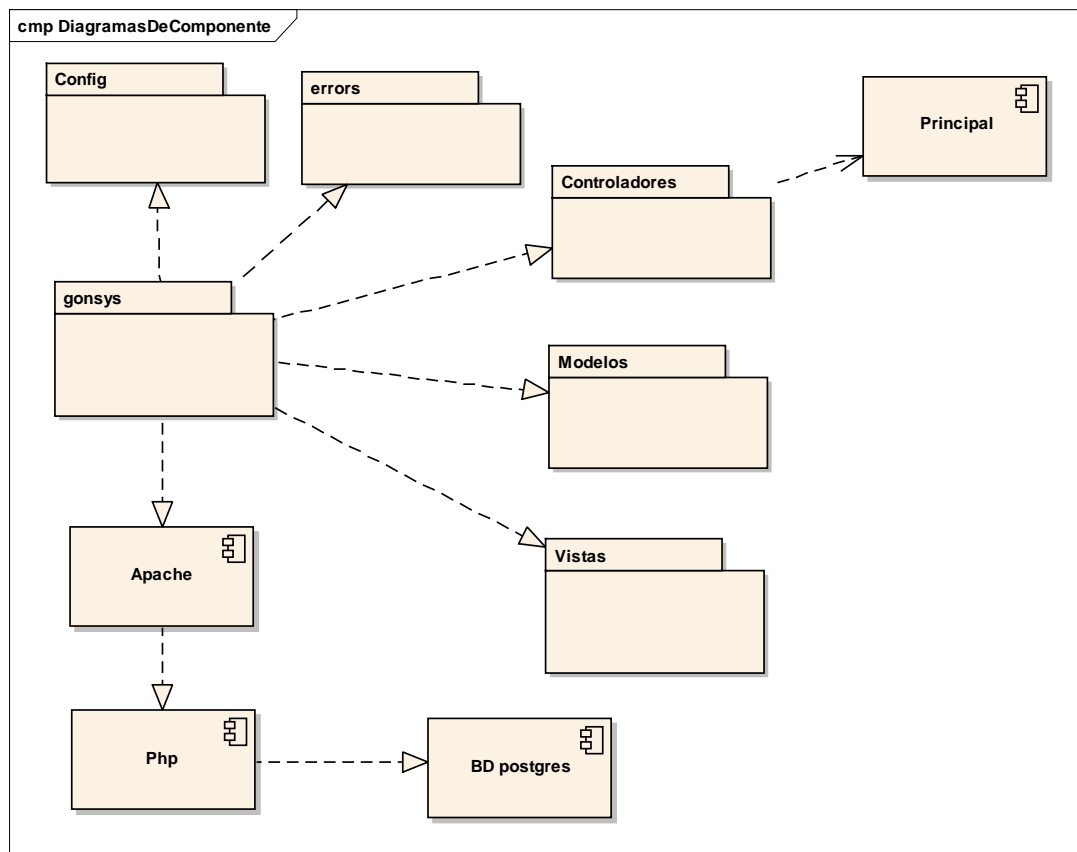 cmp DiagramasDeComponente
Config
errors
Principal
Controladores
gonsys
Modelos
Apache
Vistas
Php
BD postgres